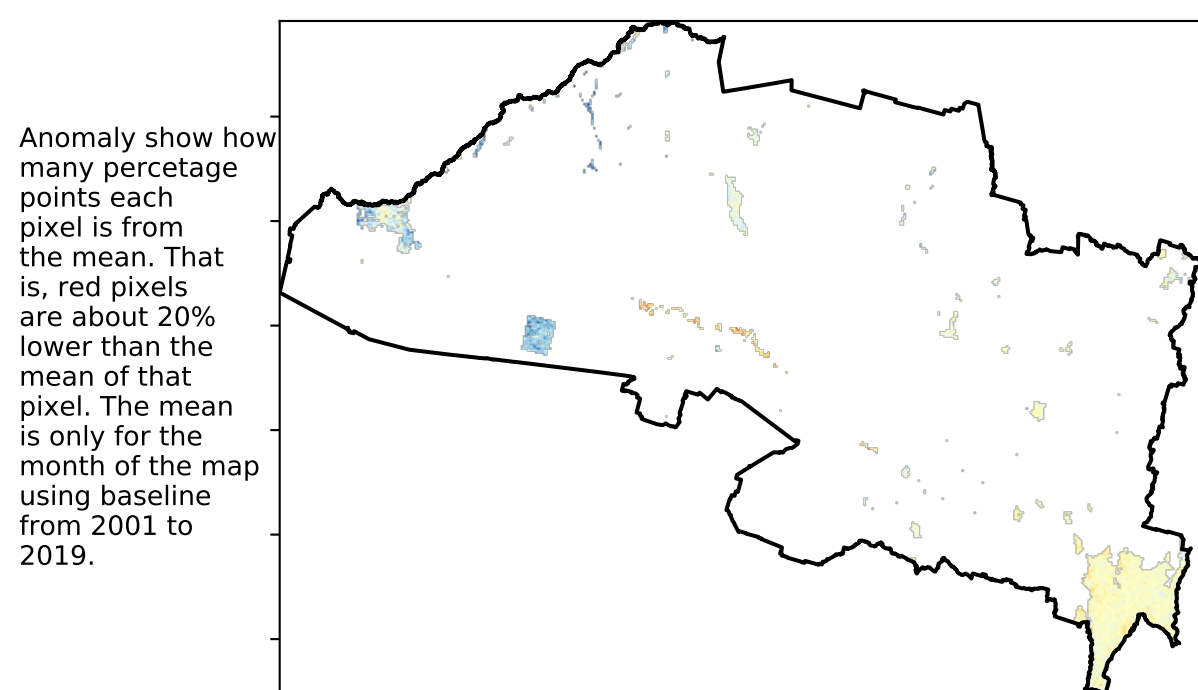 Anomaly show how
many percetage
points each
pixel is from
the mean. That
is, red pixels
are about 20%
lower than the
mean of that
pixel. The mean
is only for the
month of the map
using baseline
from 2001 to
2019.